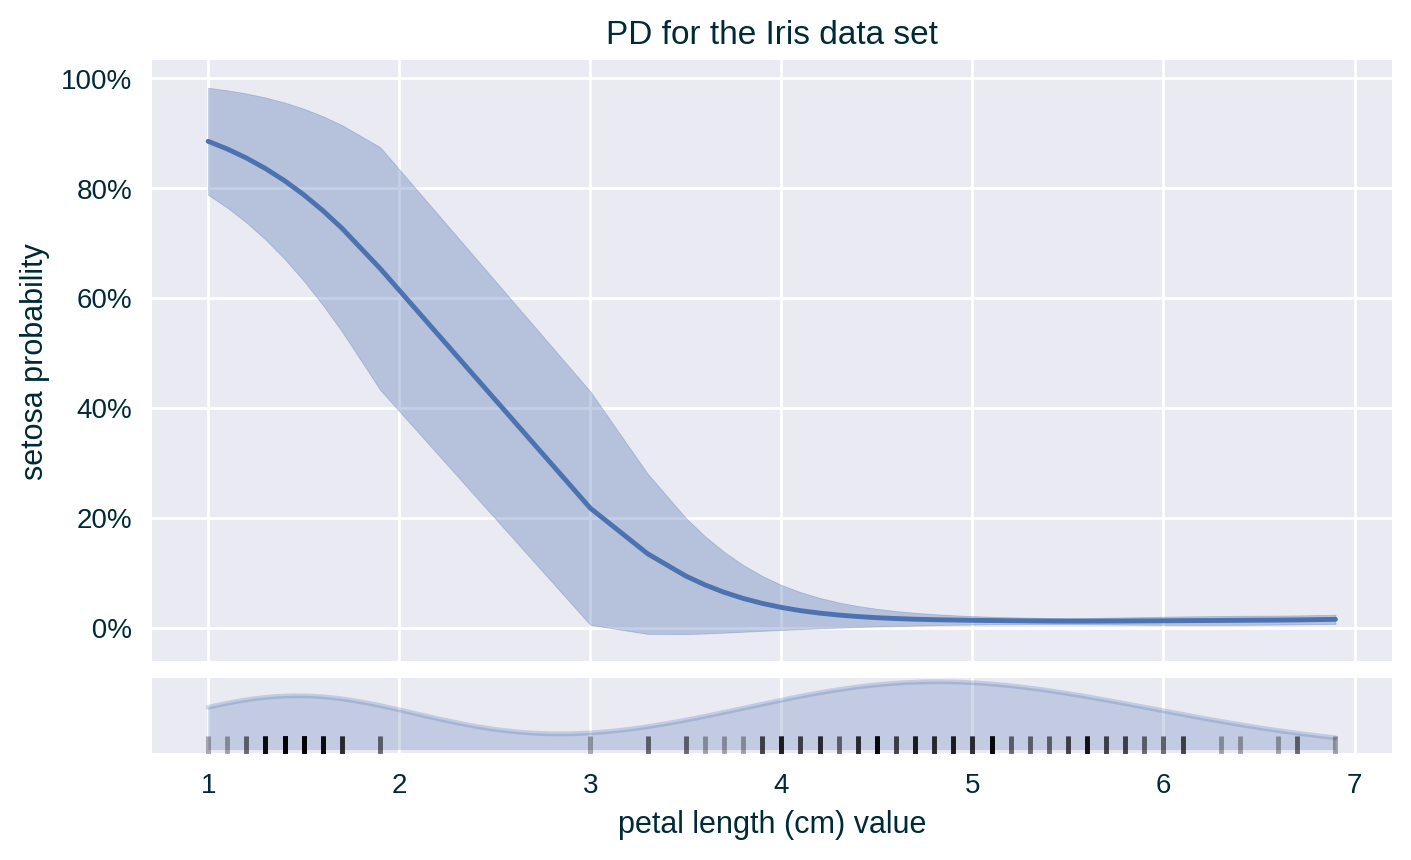 PD for the Iris data set
100%
80%
60%
40%
20%
0%
setosa probability
1 2 3 4 5 6 7
petal length (cm) value